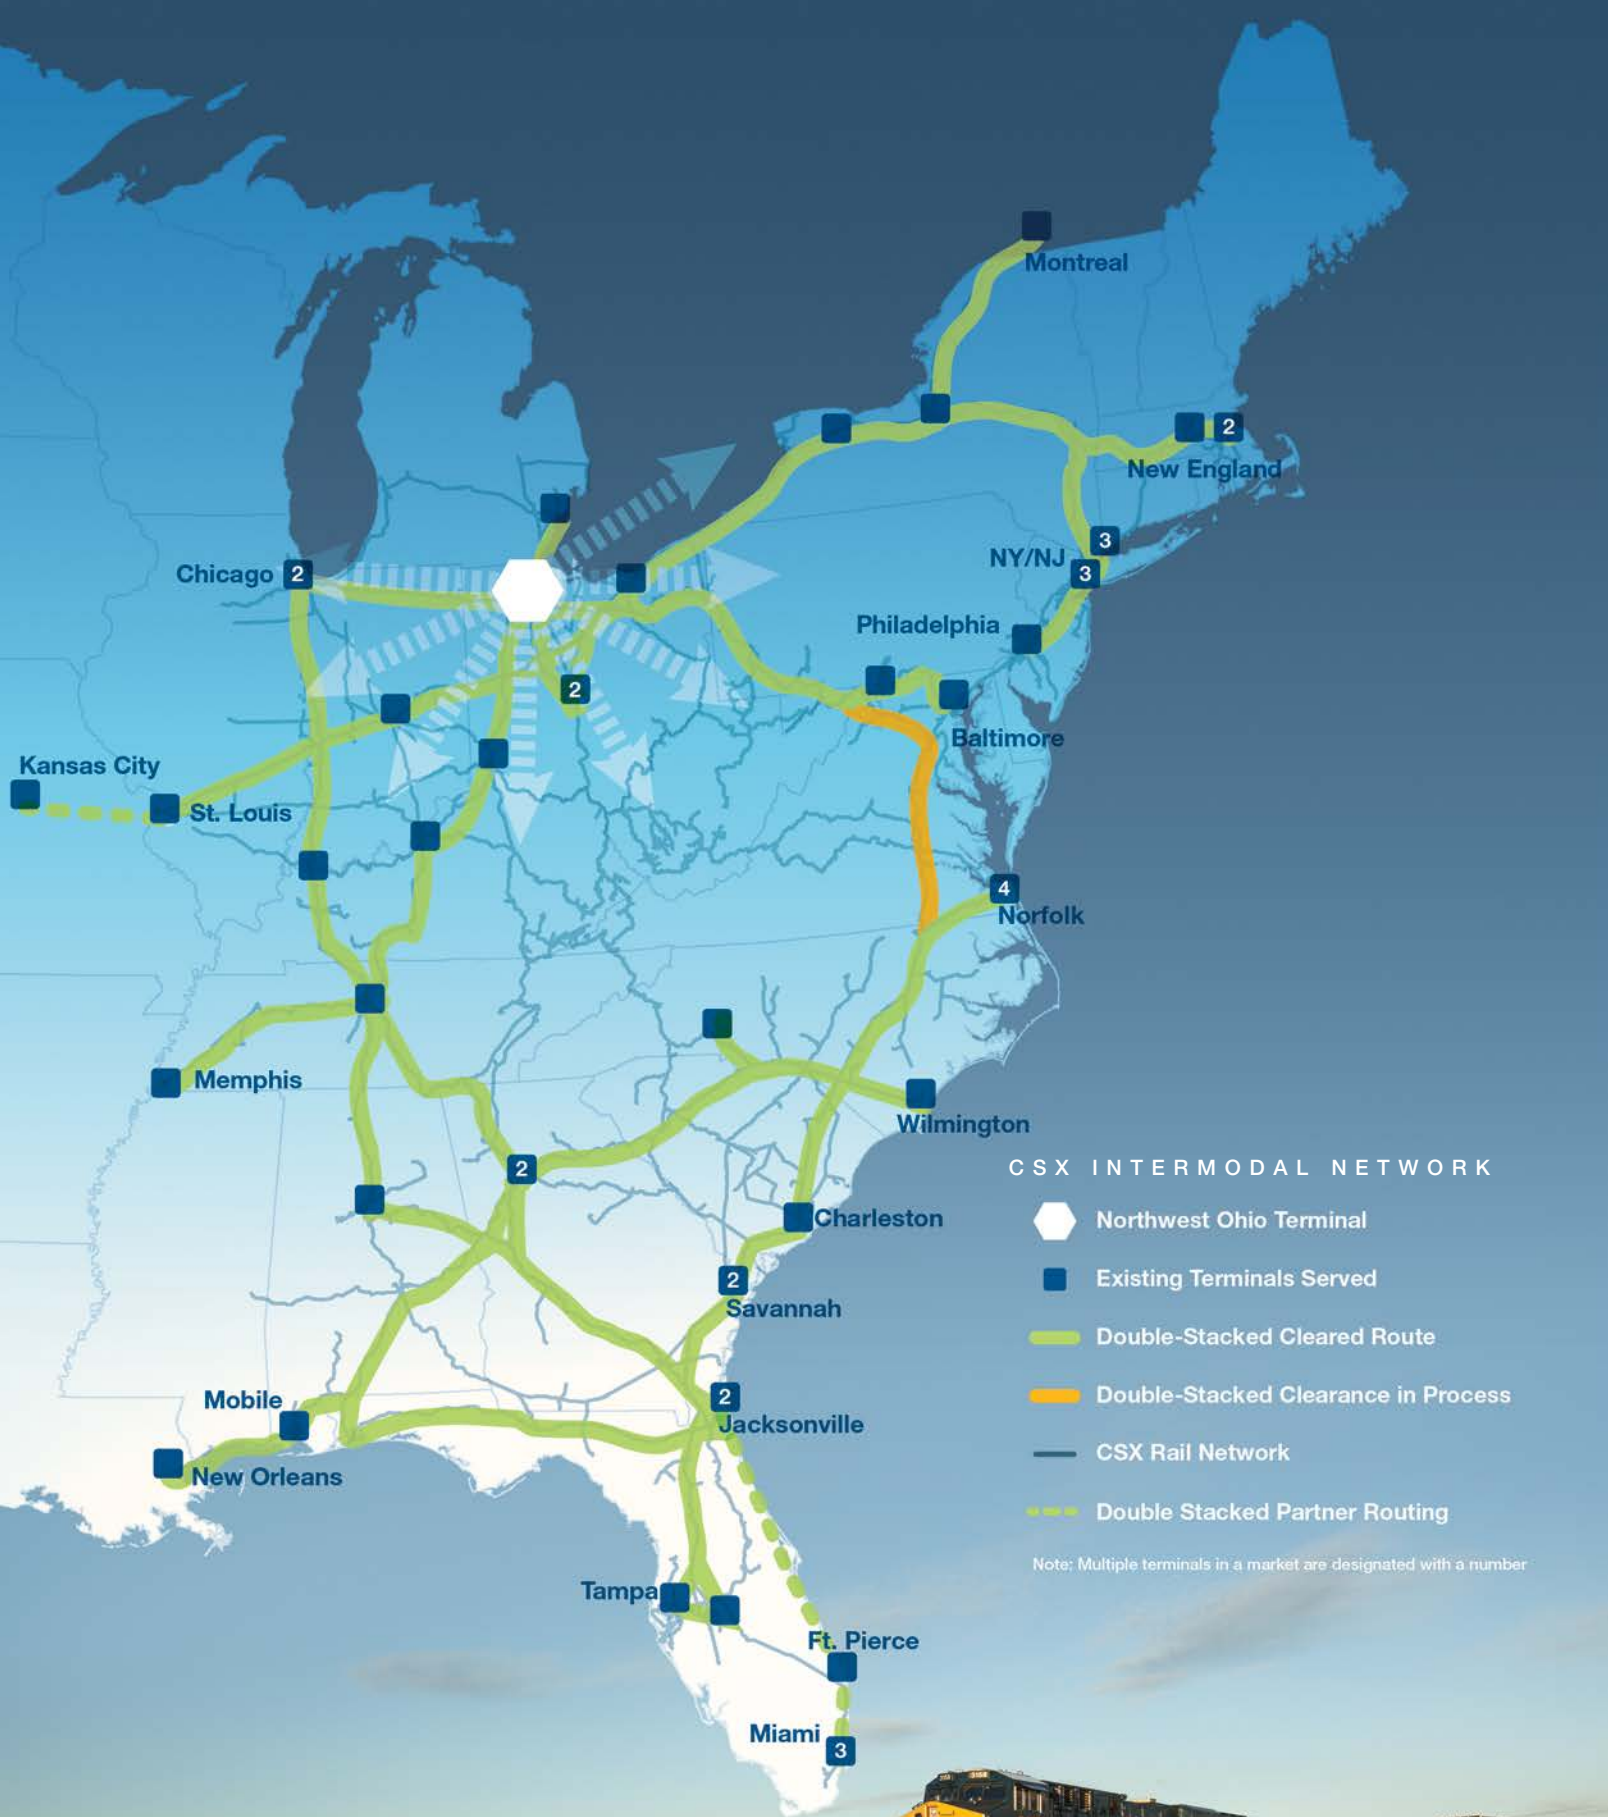 Montreal
2
New England
3
NY/NJ
3
Chicago
2
Philadelphia
2
Baltimore
Kansas City
St. Louis
4
Norfolk
Memphis
Wilmington
2
Charleston
2
Savannah
2
Jacksonville
Mobile
New Orleans
Tampa
Ft. Pierce
Miami
3
CSX INTERMODAL NETWORK
Northwest Ohio Terminal
Existing Terminals Served
Double-Stacked Cleared Route
Double-Stacked Clearance in Process
CSX Rail Network
Double Stacked Partner Routing
Note: Multiple terminals in a market are designated with a number